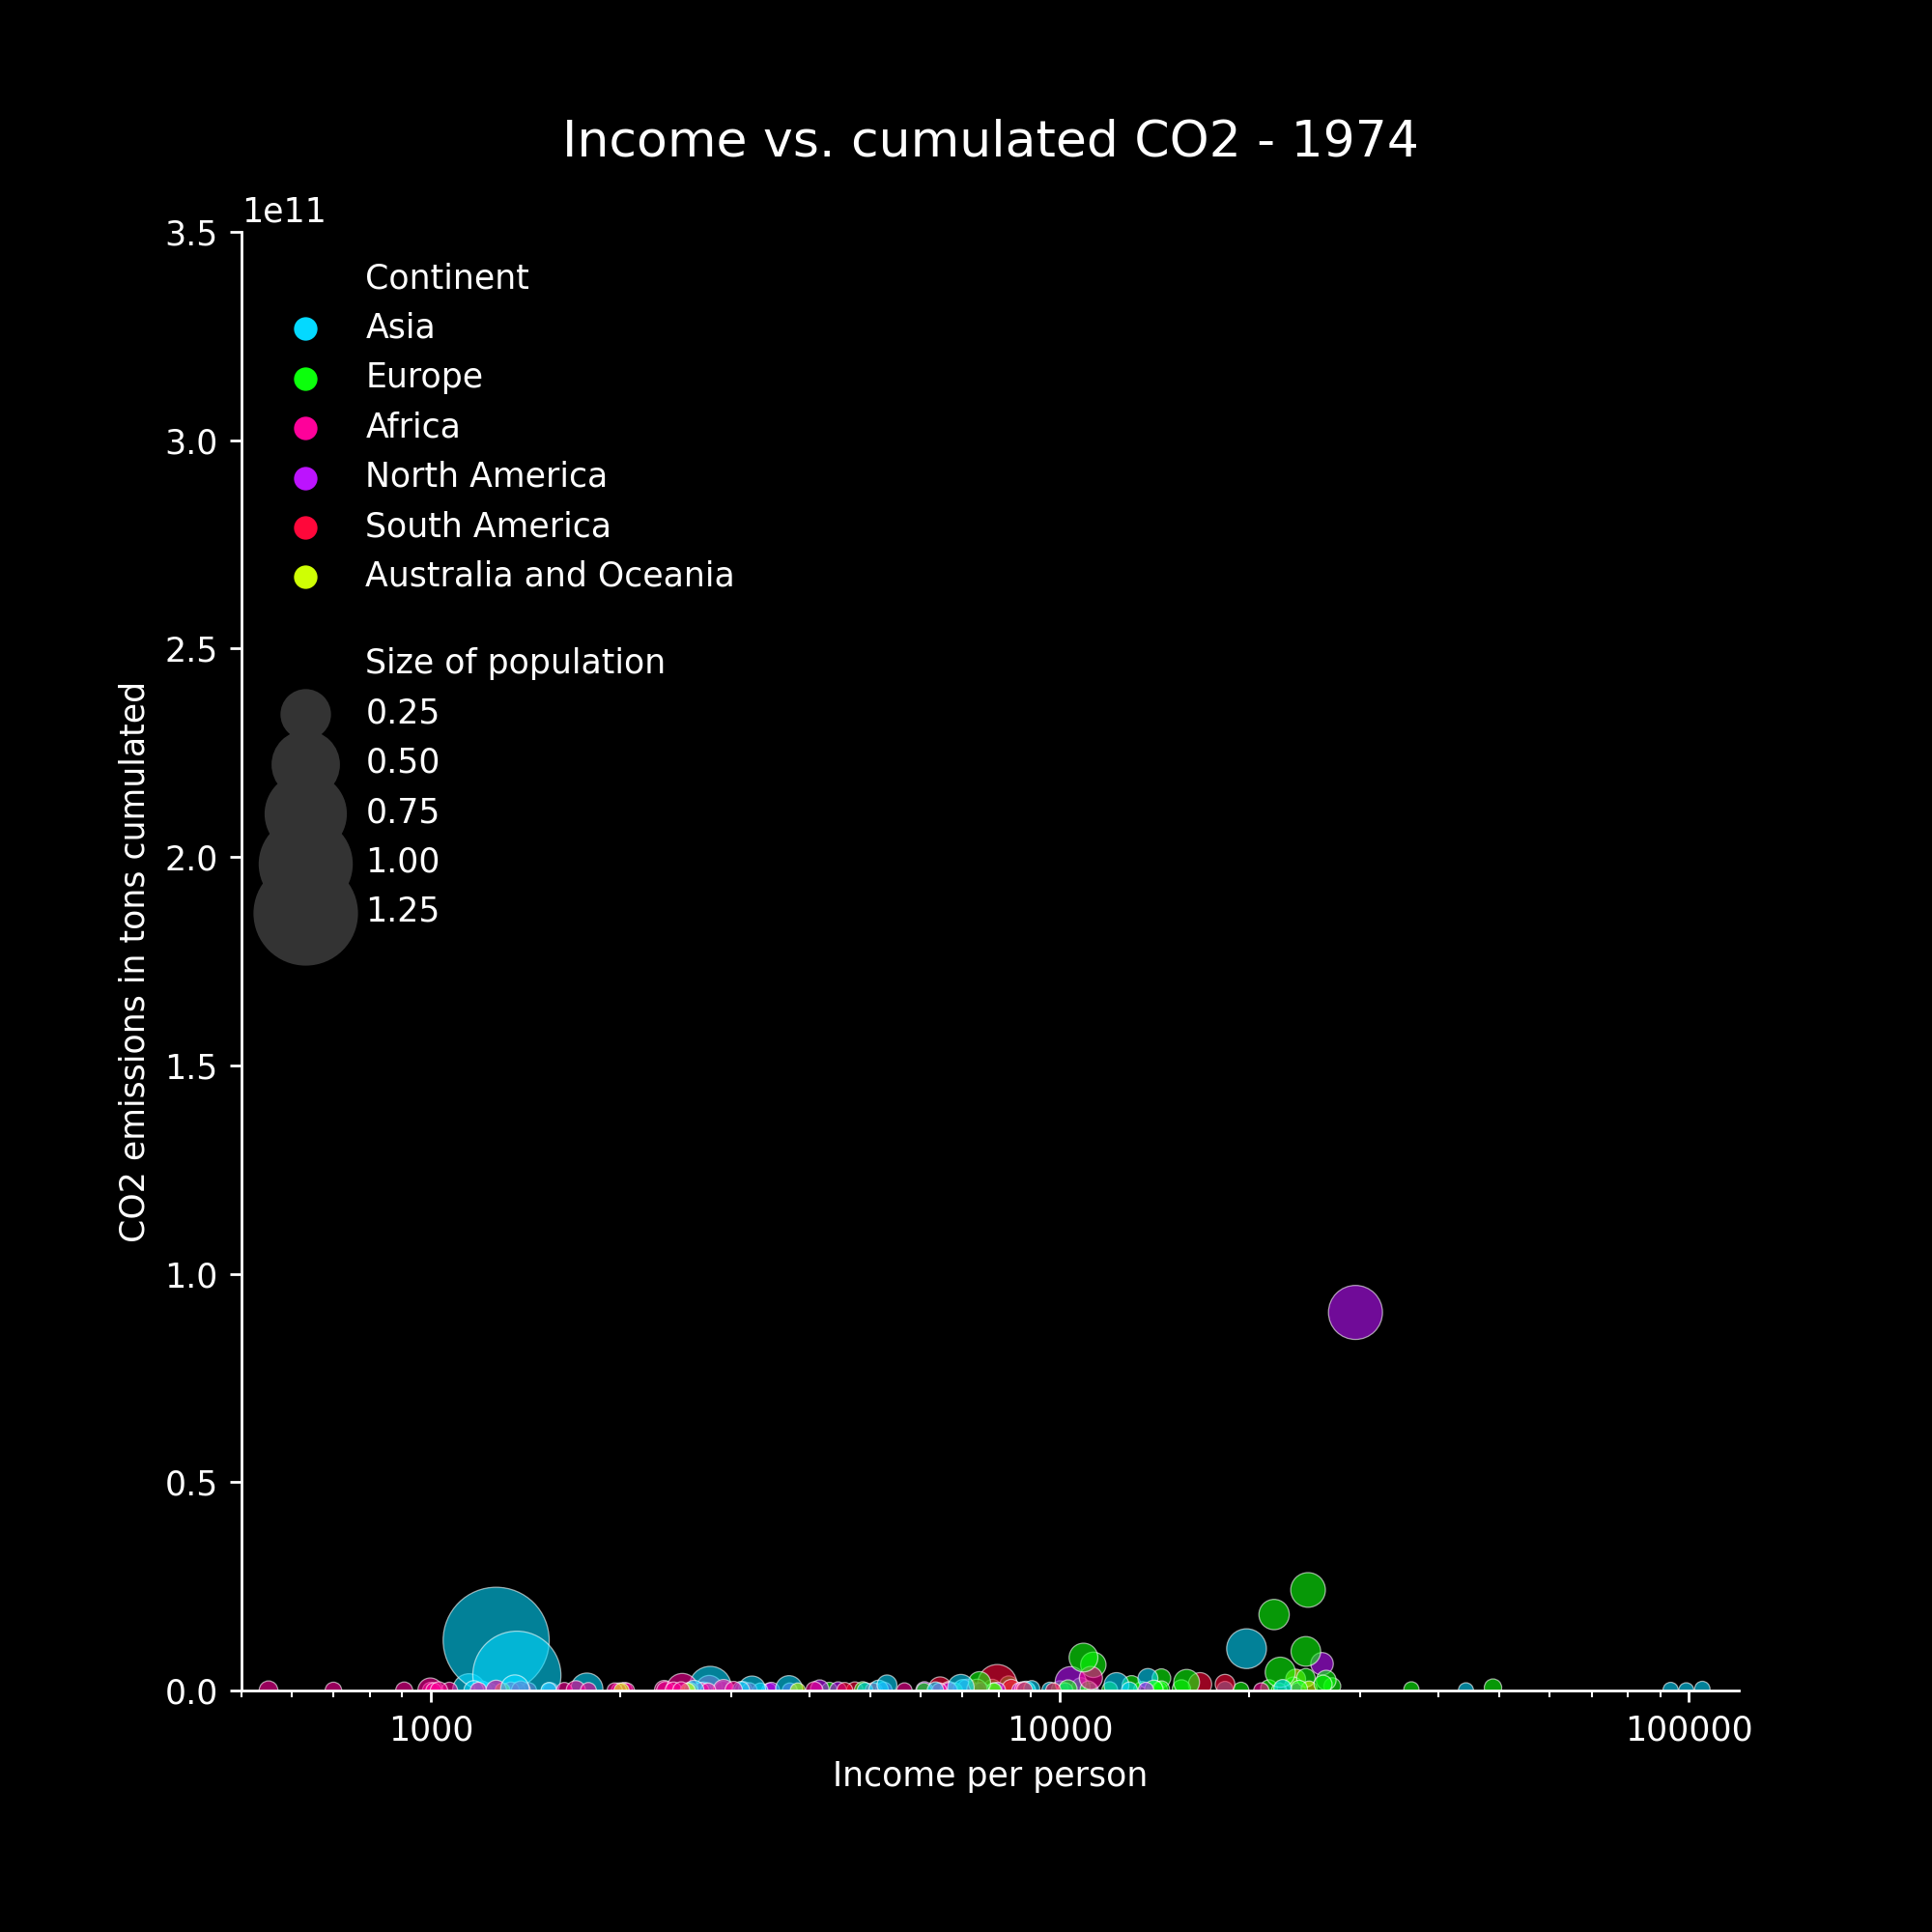 Income vs. cumulated CO2 - 1974
1e11
3.5
3.0
2.5
2.0
1.5
1.0
0.5
0.0
CO2 emissions in tons cumulated
Continent
Asia
Europe
Africa
North America
South America
Australia and Oceania
Size of population
0.25
0.50
0.75
1.00
1.25
1000
10000
100000
Income per person